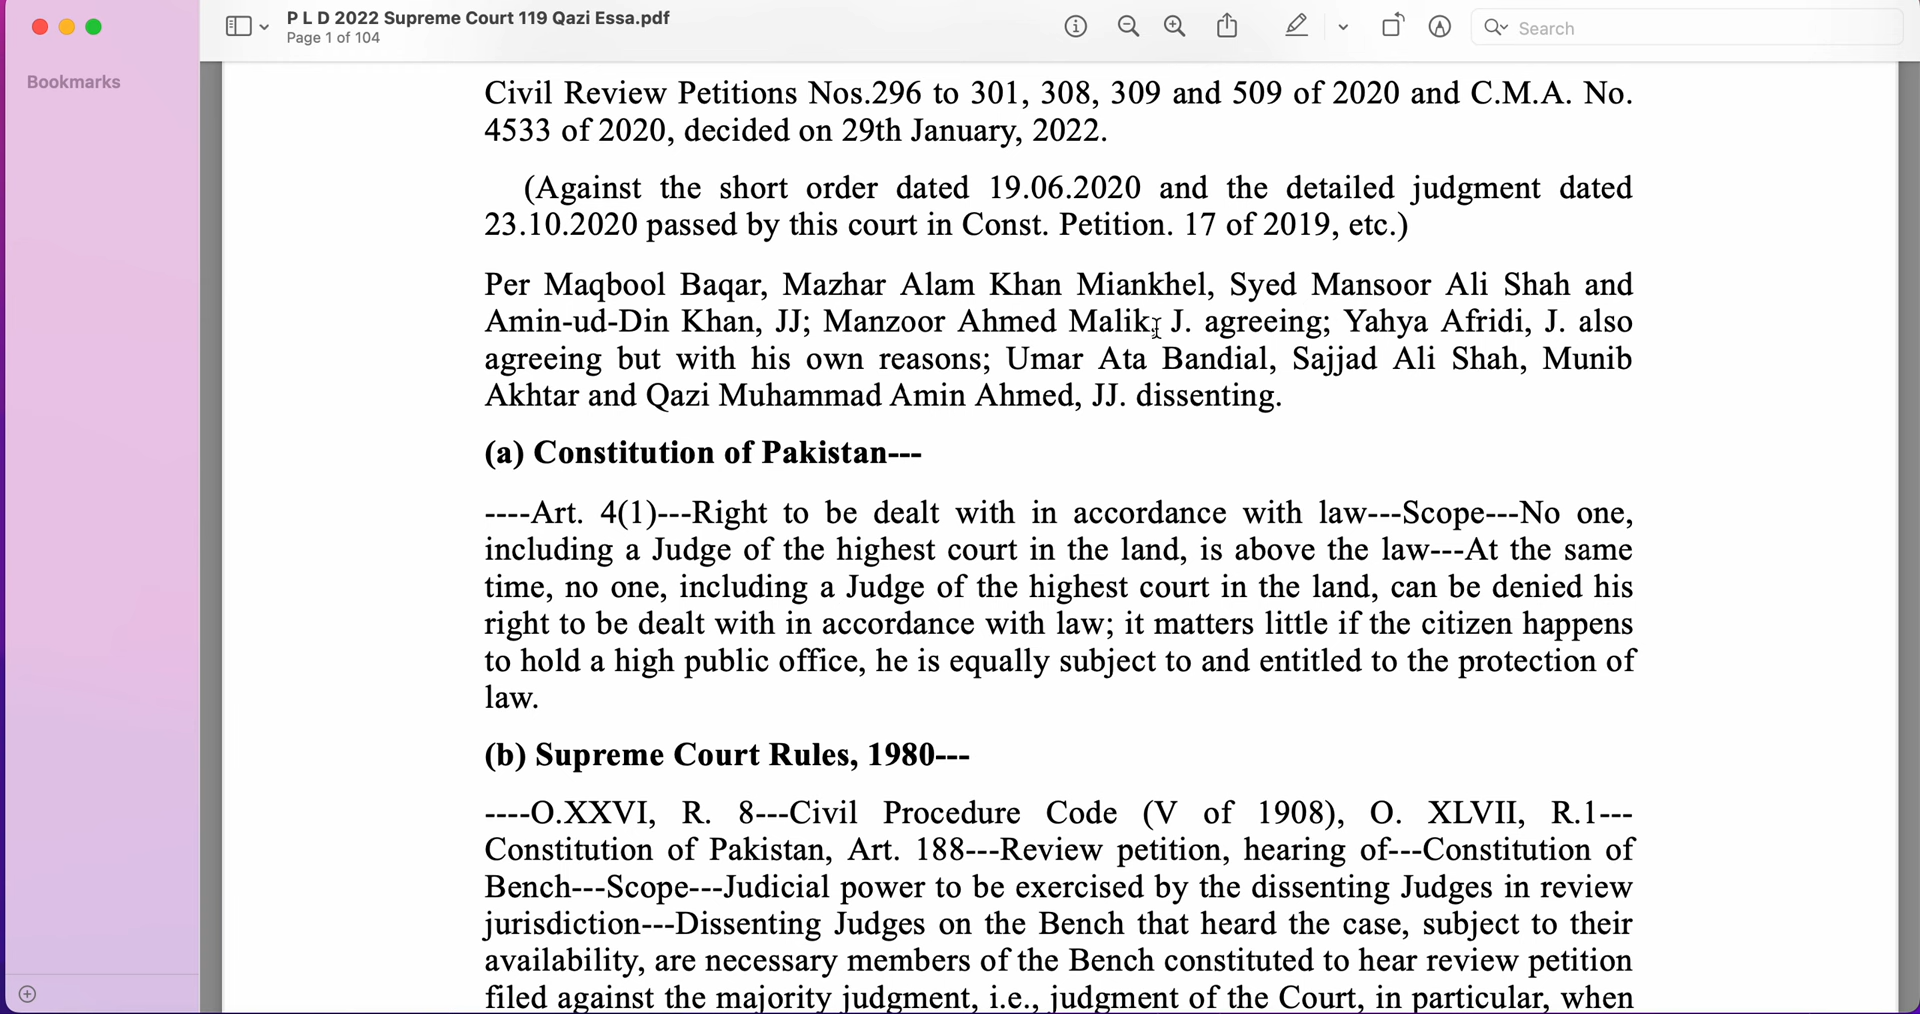 P L D 2022 Supreme Court 119 Qazi Essa.pdf
Page 1 of 104
Search
Bookmarks
Civil Review Petitions Nos.296 to 301, 308, 309 and 509 of 2020 and C.M.A. No.
4533 of 2020, decided on 29th January, 2022.
(Against the short order dated 19.06.2020 and the detailed judgment dated
23.10.2020 passed by this court in Const. Petition. 17 of 2019, etc.)
Per Maqbool Baqar, Mazhar Alam Khan Miankhel, Syed Mansoor Ali Shah and
Amin-ud-Din Khan, JJ; Manzoor Ahmed Malik, J. agreeing; Yahya Afridi, J. also
agreeing but with his own reasons; Umar Ata Bandial, Sajjad Ali Shah, Munib
Akhtar and Qazi Muhammad Amin Ahmed, JJ. dissenting.
(a) Constitution of Pakistan---
----Art. 4(1)---Right to be dealt with in accordance with law---Scope---No one,
including a Judge of the highest court in the land, is above the law---At the same
time, no one, including a Judge of the highest court in the land, can be denied his
right to be dealt with in accordance with law; it matters little if the citizen happens
to hold a high public office, he is equally subject to and entitled to the protection of
law.
(b) Supreme Court Rules, 1980---
----O.XXVI, R. 8---Civil Procedure Code (V of 1908), O. XLVII, R.1---
Constitution of Pakistan, Art. 188---Review petition, hearing of---Constitution of
Bench---Scope---Judicial power to be exercised by the dissenting Judges in review
jurisdiction---Dissenting Judges on the Bench that heard the case, subject to their
availability, are necessary members of the Bench constituted to hear review petition
filed against the majority judgment, i.e., judgment of the Court, in particular, when